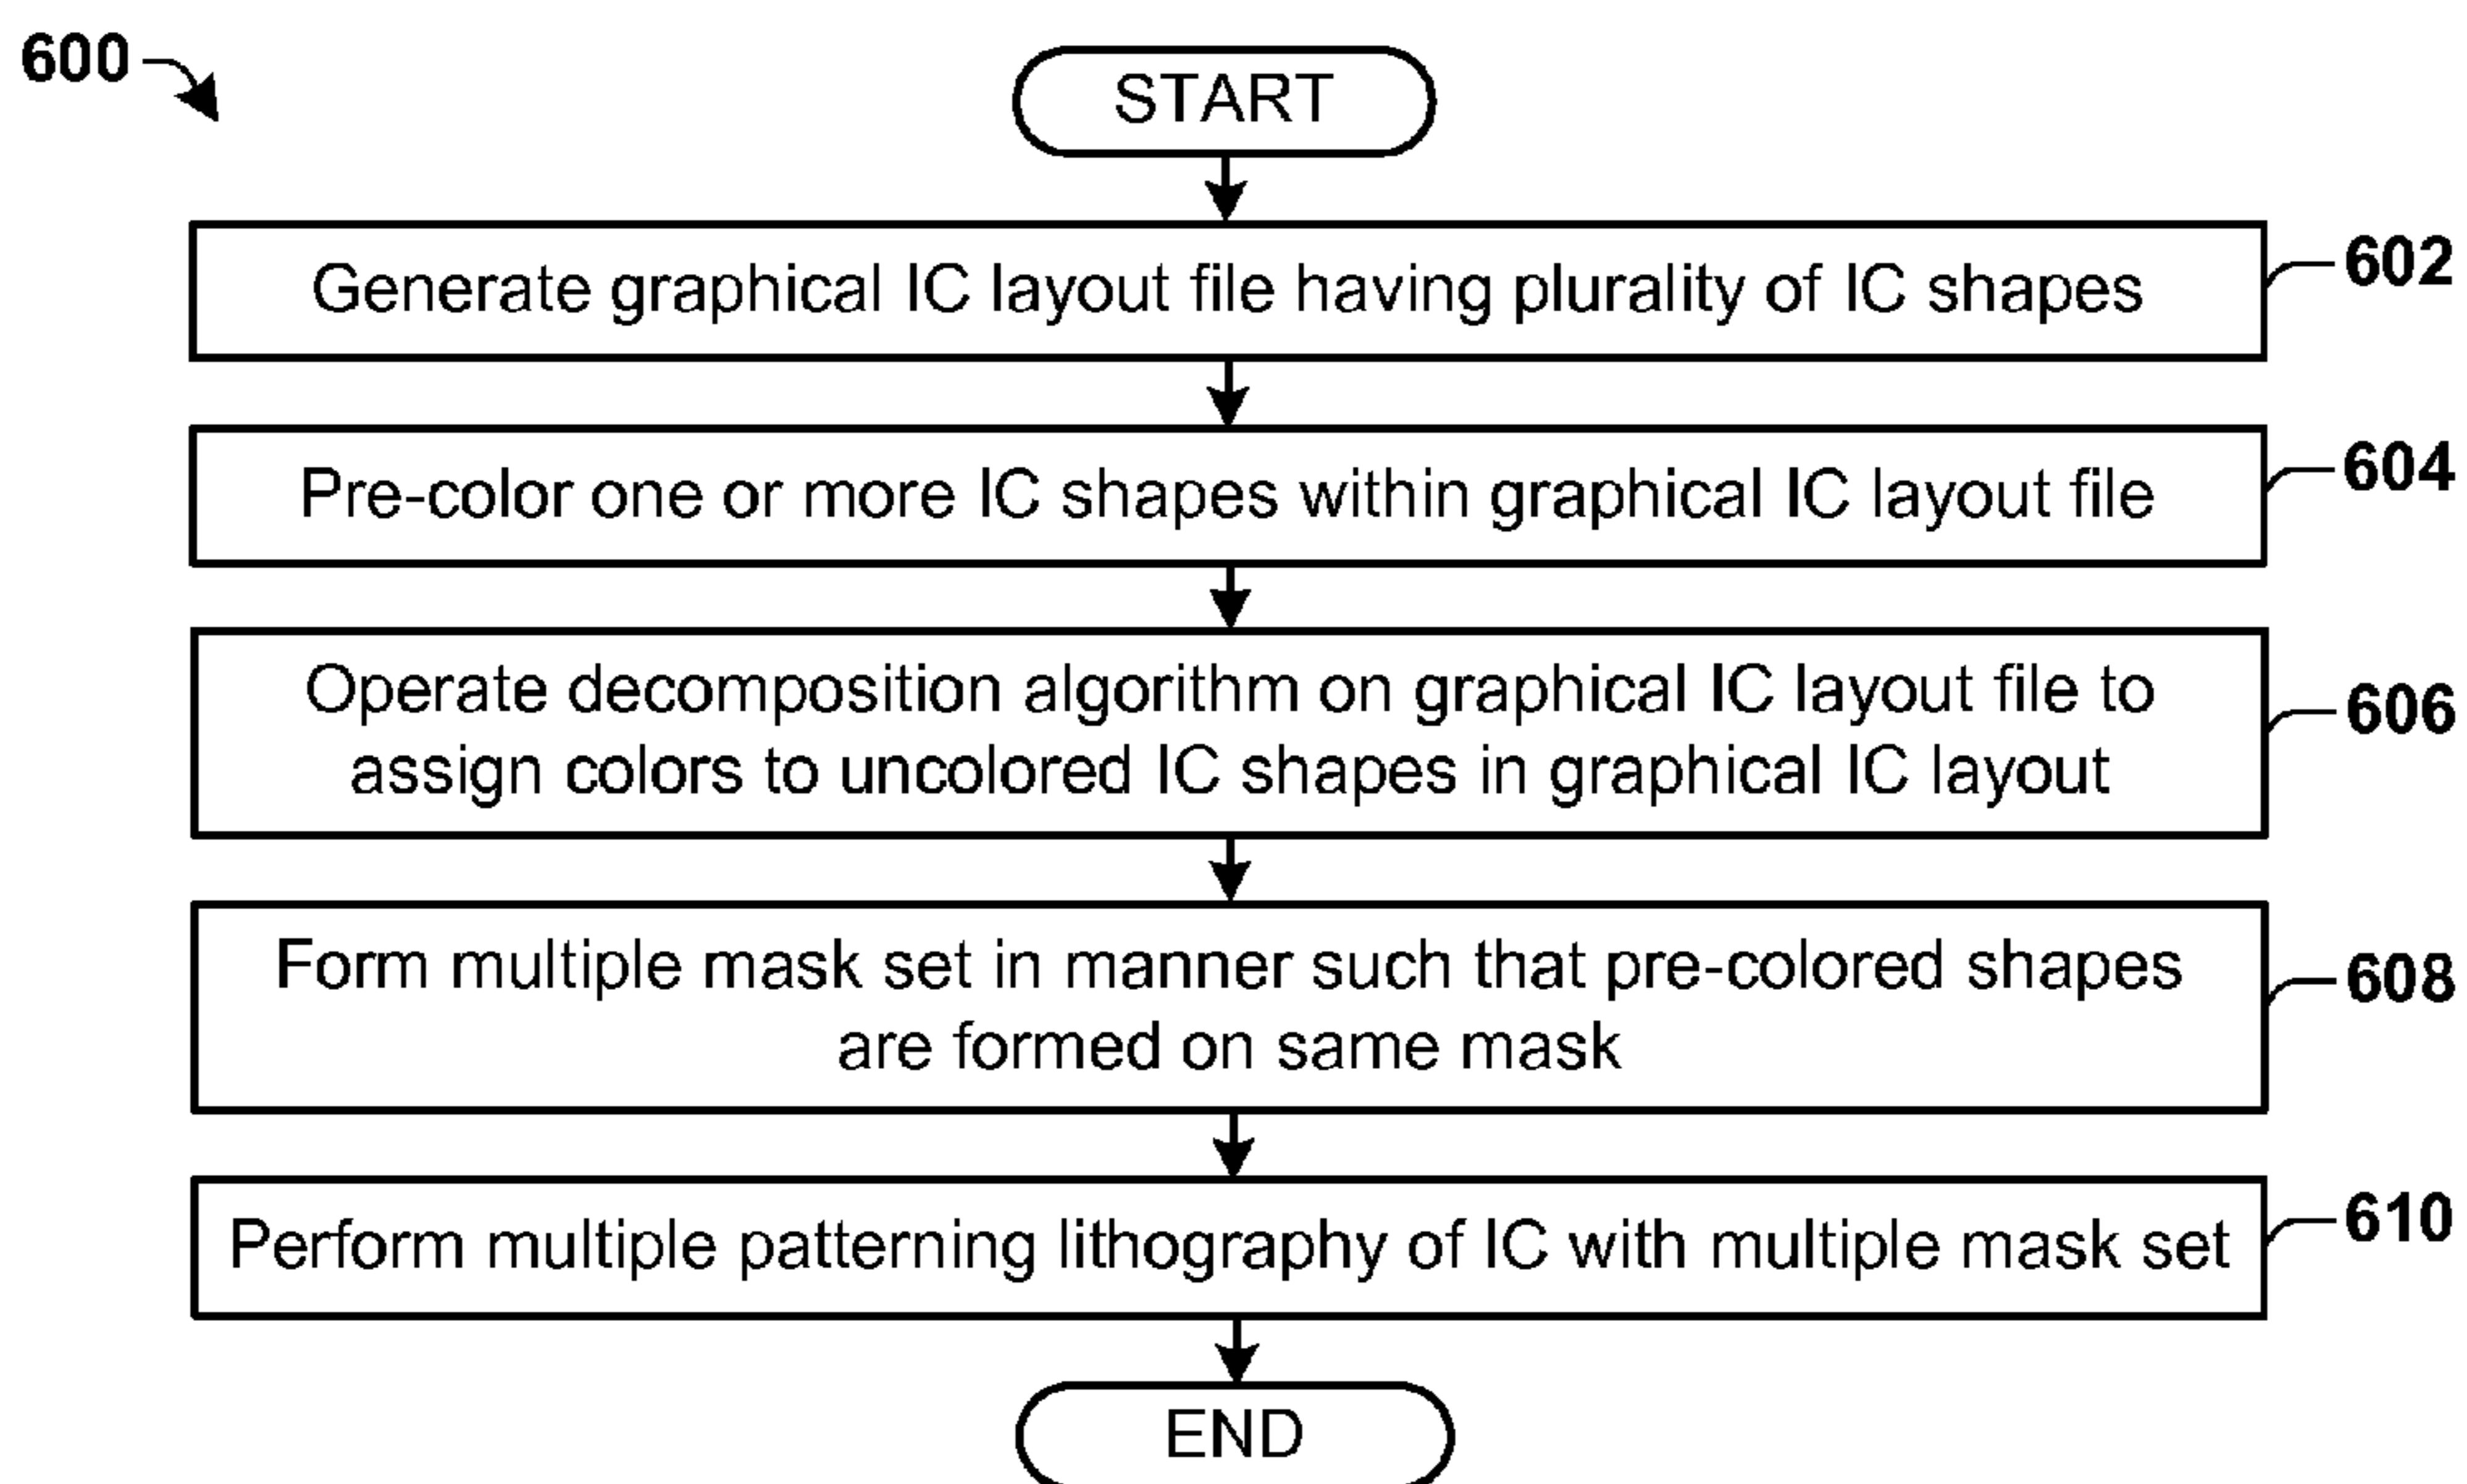 600
START
Generate graphical IC layout file having plurality of IC shapes
602
Pre-color one or more IC shapes within graphical IC layout file
604
Operate decomposition algorithm on graphical IC layout file to
assign colors to uncolored IC shapes in graphical IC layout
606
Form multiple mask set in manner such that pre-colored shapes
are formed on same mask
608
Perform multiple patterning lithography of IC with multiple mask set
610
END